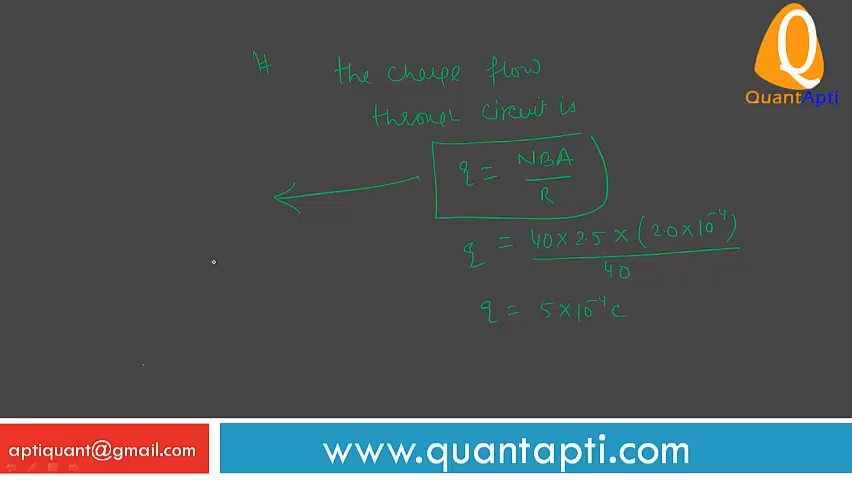 the charge flow
through circuit is
q = NBA / R
q = 40 × 2.5 × (2.0 × 10⁻⁴) / 40
q = 5 × 10⁻⁴ C
QuantApti
aptiquant@gmail.com
www.quantapti.com